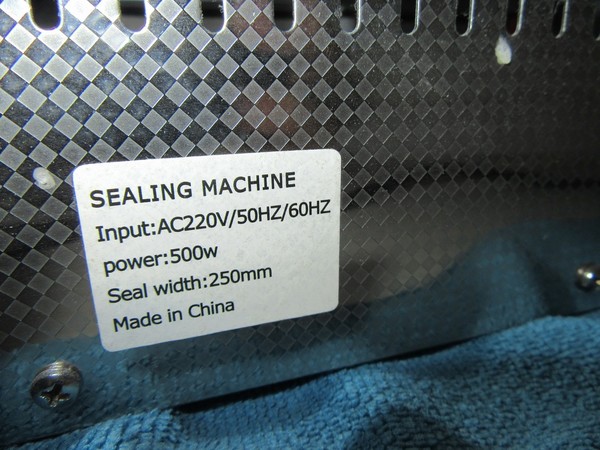 SEALING MACHINE
Input:AC220V/50HZ/60HZ
power:500w
Seal width:250mm
Made in China